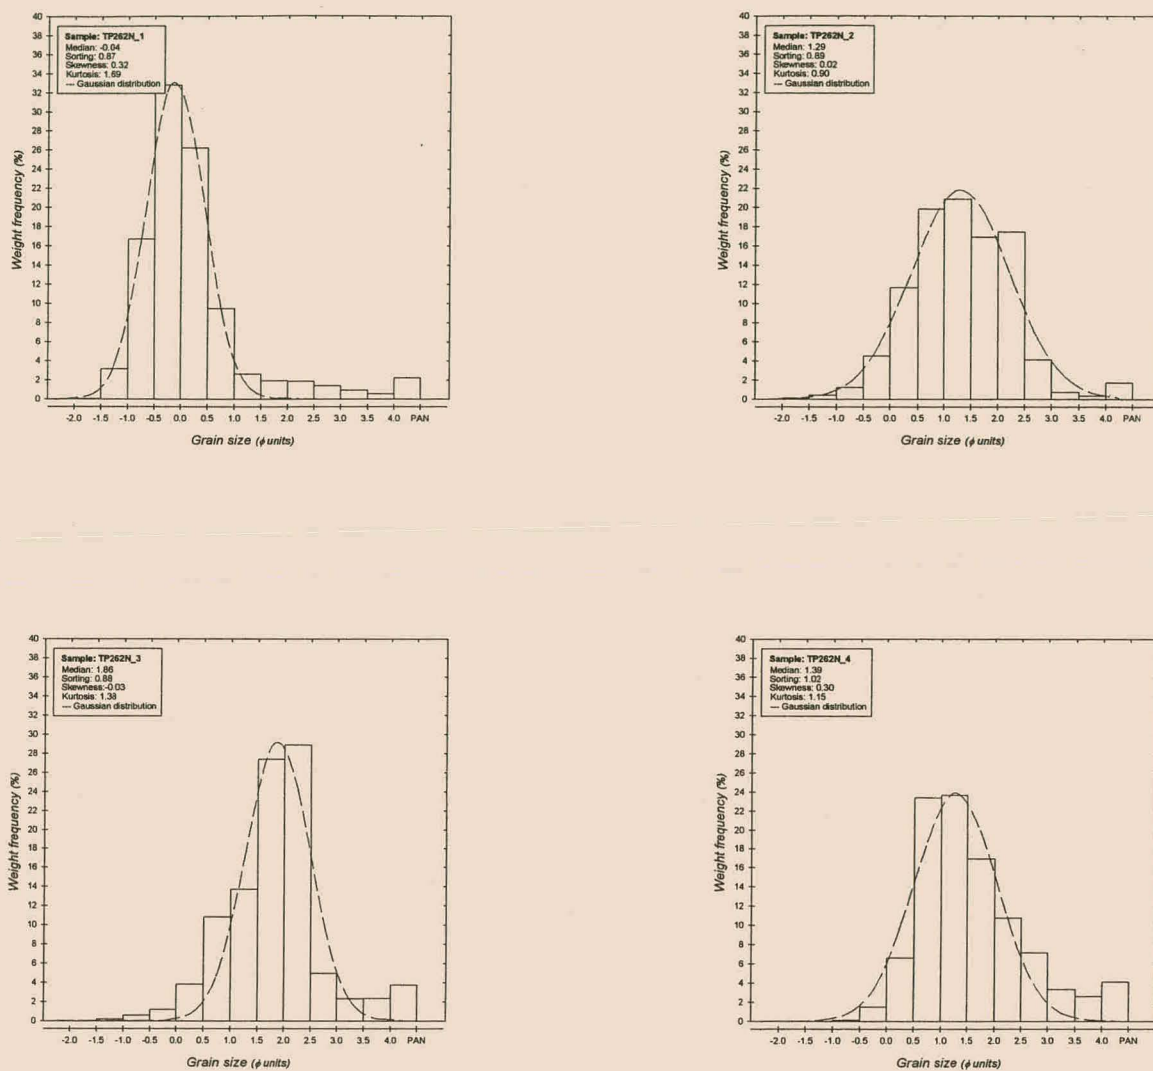 40
38
36
34
32
30
28
26
24
22
20
18
16
14
12
10
8
6
4
2
0
Weight frequency (%)
Sample: TP262N_1
Median: -0.04
Sorting: 0.87
Skewness: 0.32
Kurtosis: 1.69
--- Gaussian distribution
-2.0 -1.5 -1.0 -0.5 0.0 0.5 1.0 1.5 2.0 2.5 3.0 3.5 4.0 PAN
Grain size (ϕ units)
40
38
36
34
32
30
28
26
24
22
20
18
16
14
12
10
8
6
4
2
0
Weight frequency (%)
Sample: TP262N_2
Median: 1.29
Sorting: 0.89
Skewness: 0.02
Kurtosis: 0.90
--- Gaussian distribution
-2.0 -1.5 -1.0 -0.5 0.0 0.5 1.0 1.5 2.0 2.5 3.0 3.5 4.0 PAN
Grain size (ϕ units)
40
38
36
34
32
30
28
26
24
22
20
18
16
14
12
10
8
6
4
2
0
Weight frequency (%)
Sample: TP262N_3
Median: 1.86
Sorting: 0.88
Skewness:-0.03
Kurtosis: 1.38
--- Gaussian distribution
-2.0 -1.5 -1.0 -0.5 0.0 0.5 1.0 1.5 2.0 2.5 3.0 3.5 4.0 PAN
Grain size (ϕ units)
40
38
36
34
32
30
28
26
24
22
20
18
16
14
12
10
8
6
4
2
0
Weight frequency (%)
Sample: TP262N_4
Median: 1.39
Sorting: 1.02
Skewness: 0.30
Kurtosis: 1.15
--- Gaussian distribution
-2.0 -1.5 -1.0 -0.5 0.0 0.5 1.0 1.5 2.0 2.5 3.0 3.5 4.0 PAN
Grain size (ϕ units)